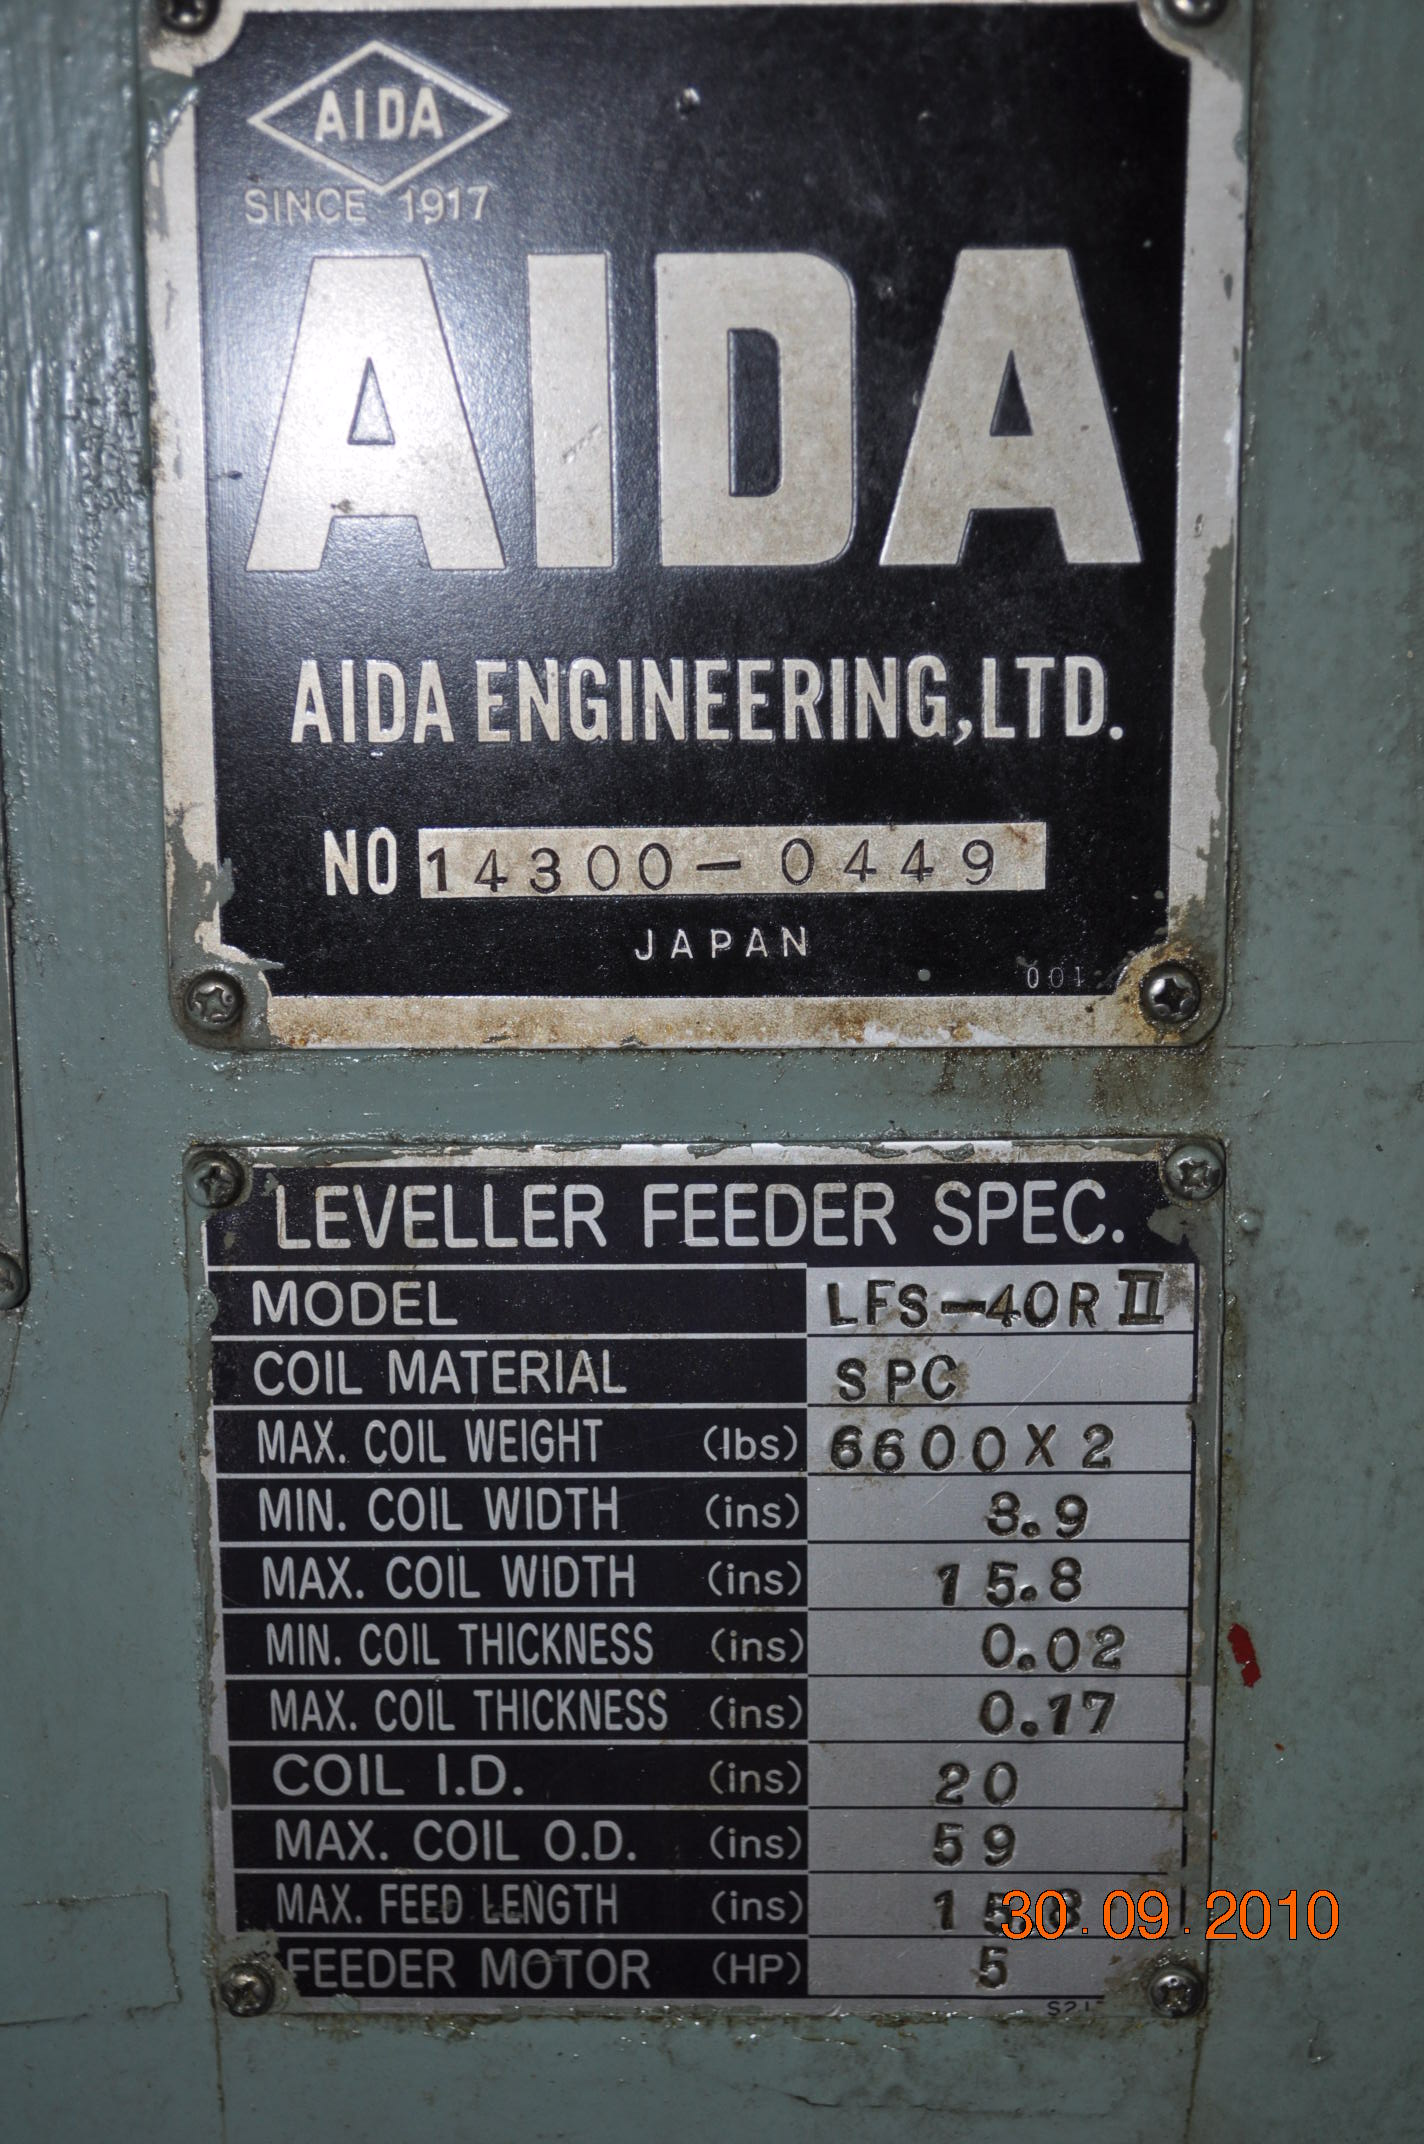 AIDA
SINCE 1917
AIDA
AIDA ENGINEERING,LTD.
NO 14300-0449
JAPAN
001
LEVELLER FEEDER SPEC.
MODEL LFS-40R II
COIL MATERIAL SPC
MAX. COIL WEIGHT (lbs) 6600X2
MIN. COIL WIDTH (ins) 3.9
MAX. COIL WIDTH (ins) 15.8
MIN. COIL THICKNESS (ins) 0.02
MAX. COIL THICKNESS (ins) 0.17
COIL I.D. (ins) 20
MAX. COIL O.D. (ins) 59
MAX. FEED LENGTH (ins) 15.8
30.09.2010
FEEDER MOTOR (HP) 5